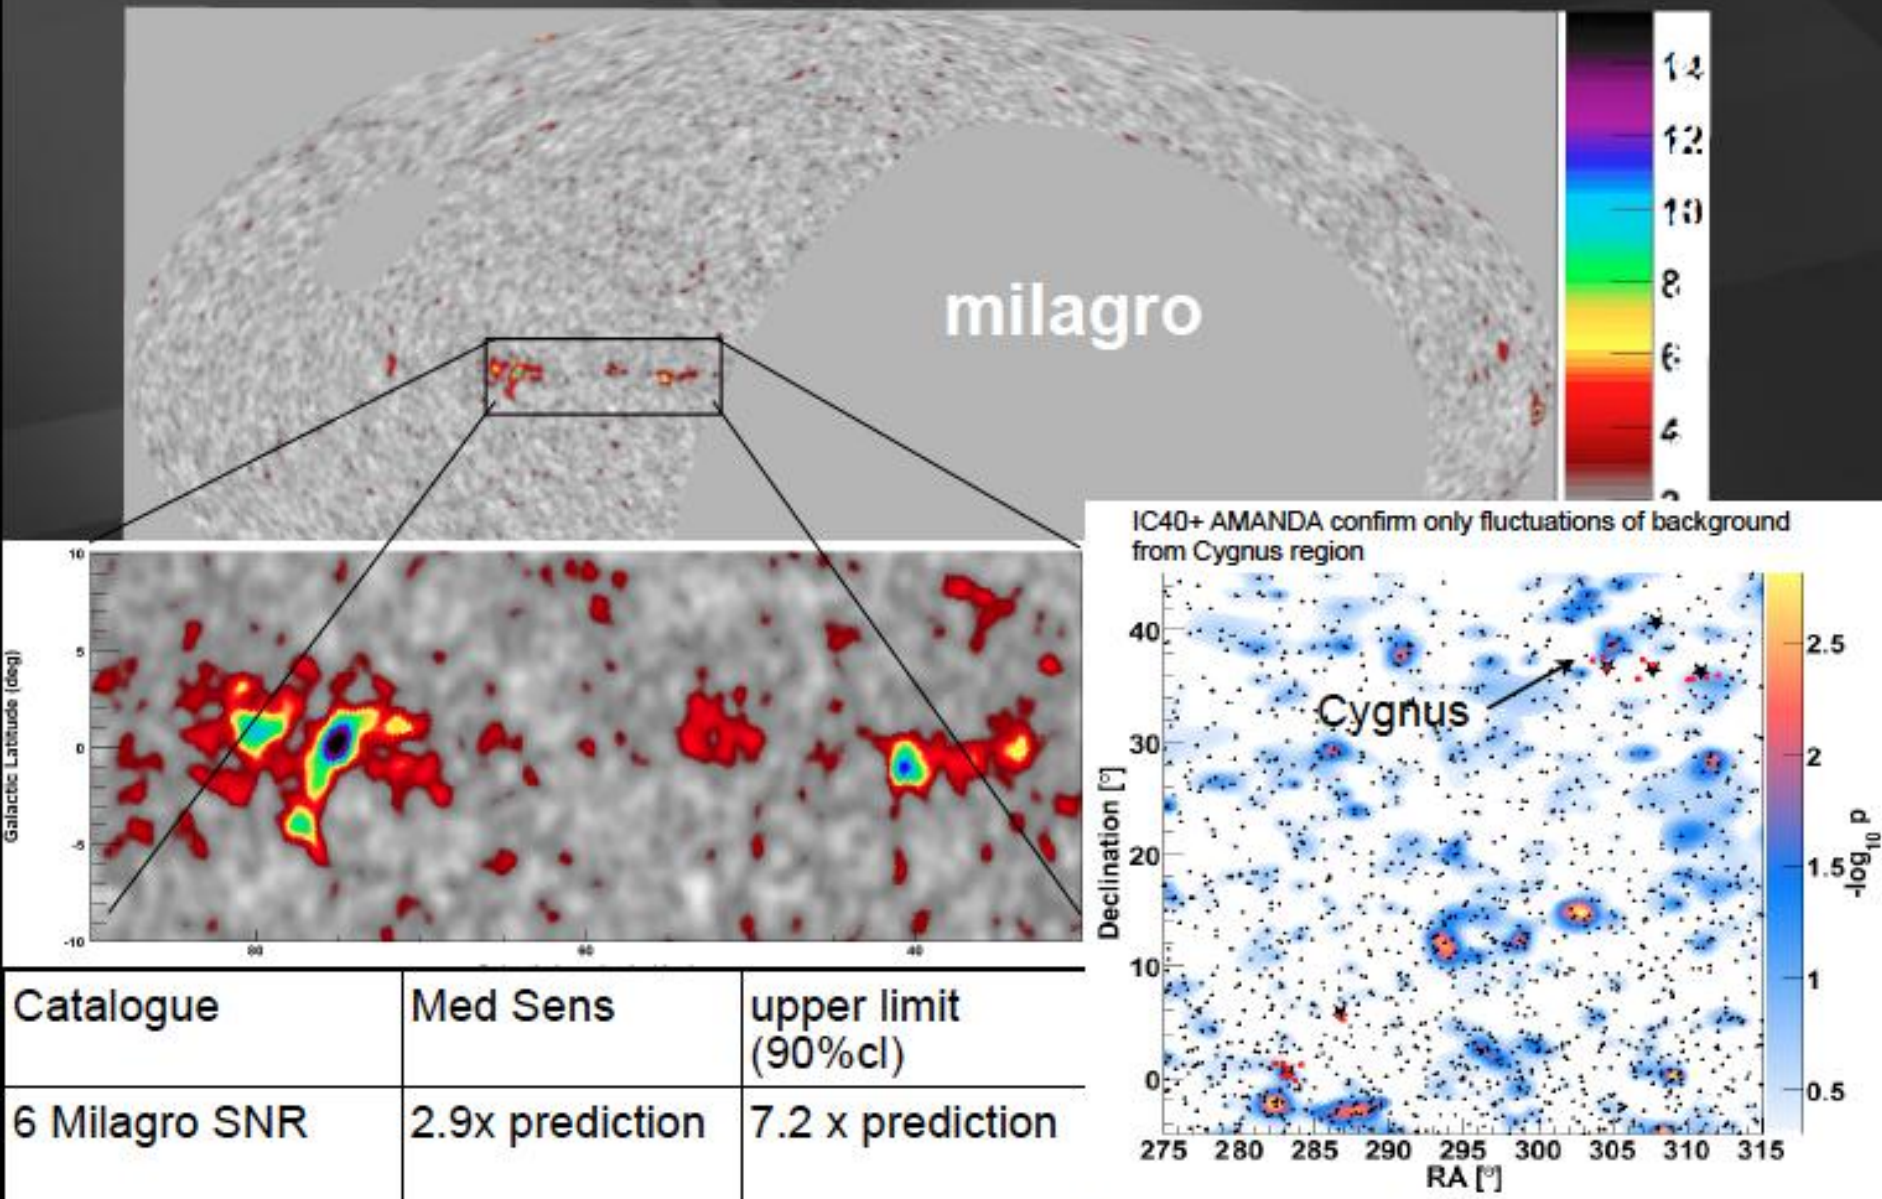 14
12
10
8
6
4
milagro
IC40+ AMANDA confirm only fluctuations of background
from Cygnus region
10
5
0
-5
-10
Galactic Latitude (deg)
80
60
40
Catalogue
Med Sens
upper limit
(90%cl)
6 Milagro SNR
2.9x prediction
7.2 x prediction
Cygnus
40
30
20
10
0
Declination [°]
275 280 285 290 295 300 305 310 315
RA [°]
2.5
2
1.5
1
0.5
-log10 p